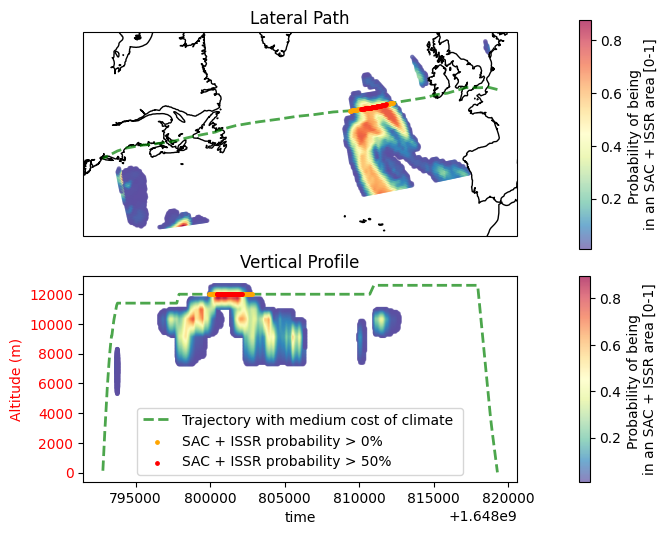 Lateral Path
0.8
0.6
0.4
0.2
Probability of being
in an SAC + ISSR area [0-1]
Vertical Profile
Altitude (m)
12000
10000
8000
6000
4000
2000
0
Trajectory with medium cost of climate
SAC + ISSR probability > 0%
SAC + ISSR probability > 50%
795000 800000 805000 810000 815000 820000
time
+1.648e9
0.8
0.6
0.4
0.2
Probability of being
in an SAC + ISSR area [0-1]